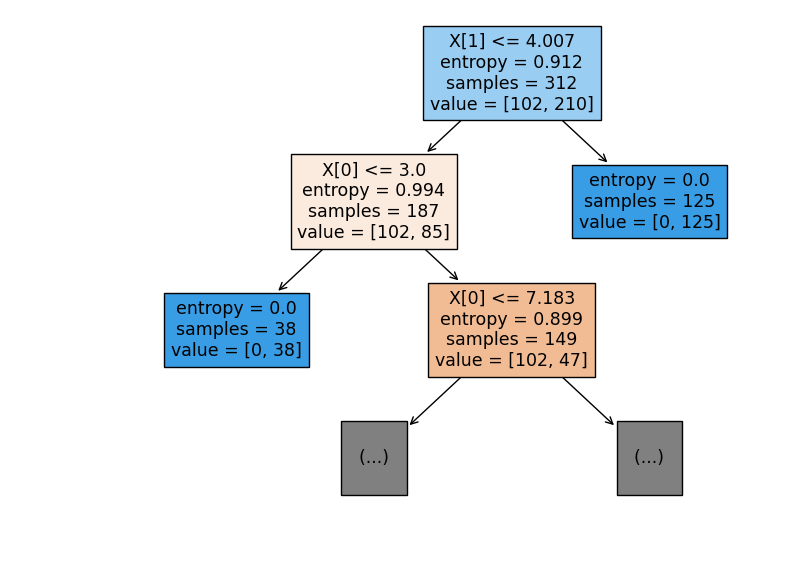 X[1] <= 4.007
entropy = 0.912
samples = 312
value = [102, 210]
X[0] <= 3.0
entropy = 0.994
samples = 187
value = [102, 85]
entropy = 0.0
samples = 125
value = [0, 125]
entropy = 0.0
samples = 38
value = [0, 38]
X[0] <= 7.183
entropy = 0.899
samples = 149
value = [102, 47]
(...)
(...)